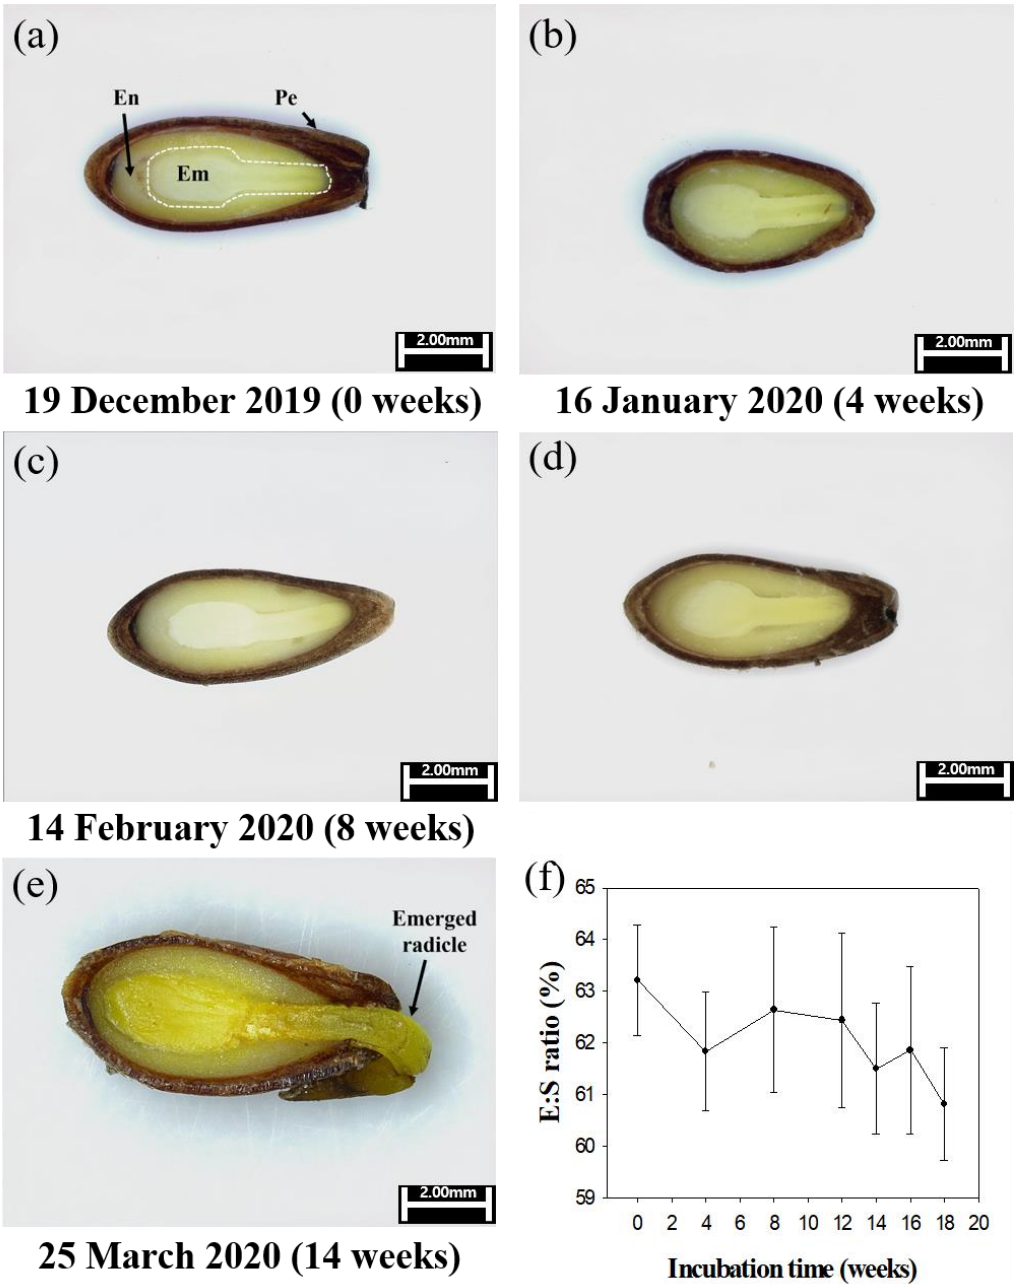 (a)
En
Pe
Em
2.00mm
19 December 2019 (0 weeks)
(b)
2.00mm
16 January 2020 (4 weeks)
(c)
2.00mm
14 February 2020 (8 weeks)
(d)
2.00mm
(e)
Emerged
radicle
2.00mm
25 March 2020 (14 weeks)
(f)
E:S ratio (%)
65
64
63
62
61
60
59
0 2 4 6 8 10 12 14 16 18 20
Incubation time (weeks)